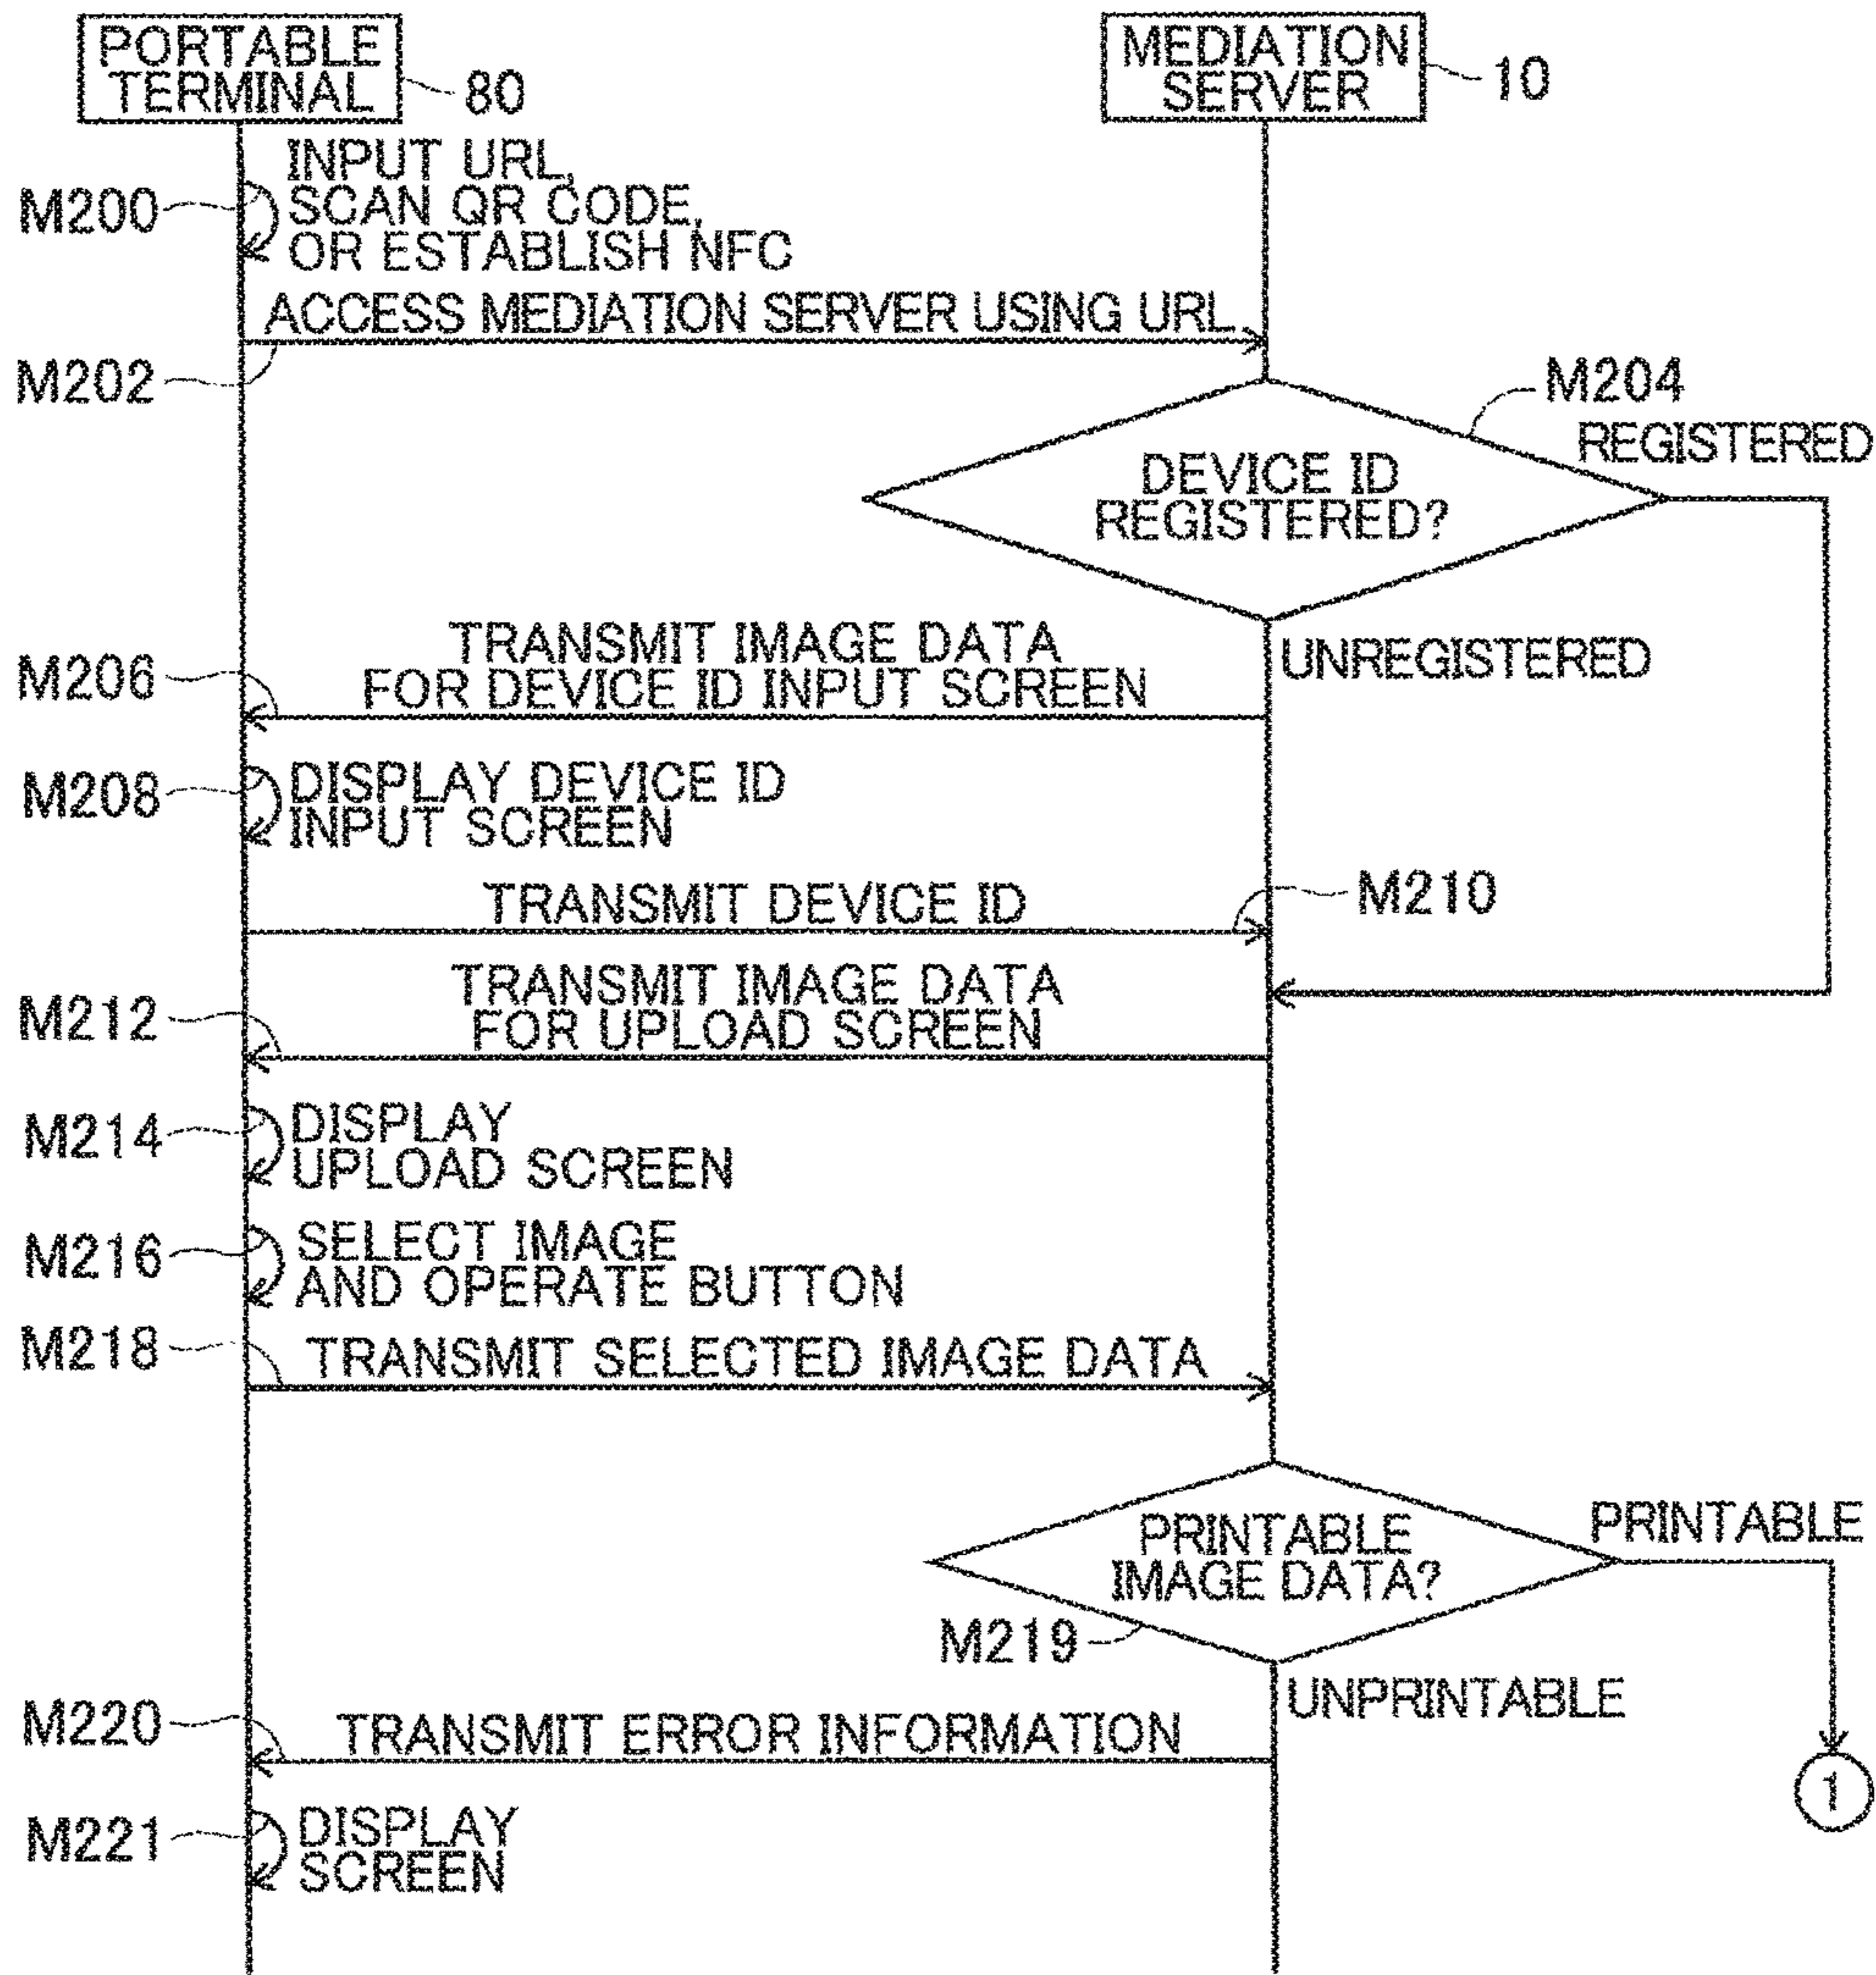 PORTABLE
TERMINAL
80
MEDIATION
SERVER
10
M200
INPUT URL,
SCAN QR CODE,
OR ESTABLISH NFC
ACCESS MEDIATION SERVER USING URL
M202
M204
REGISTERED
DEVICE ID
REGISTERED?
UNREGISTERED
M206
TRANSMIT IMAGE DATA
FOR DEVICE ID INPUT SCREEN
M208
DISPLAY DEVICE ID
INPUT SCREEN
TRANSMIT DEVICE ID
M210
M212
TRANSMIT IMAGE DATA
FOR UPLOAD SCREEN
M214
DISPLAY
UPLOAD SCREEN
M216
SELECT IMAGE
AND OPERATE BUTTON
M218
TRANSMIT SELECTED IMAGE DATA
PRINTABLE
IMAGE DATA?
PRINTABLE
M219
UNPRINTABLE
M220
TRANSMIT ERROR INFORMATION
1
M221
DISPLAY
SCREEN